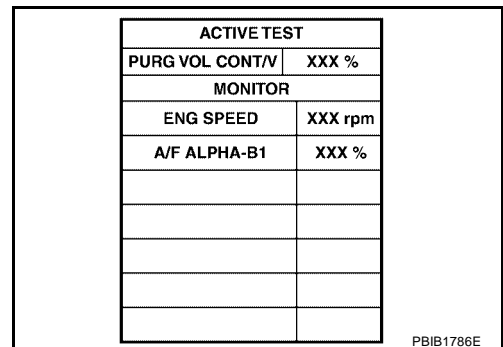 ACTIVE TEST
PURG VOL CONT/V XXX %
MONITOR
ENG SPEED XXX rpm
A/F ALPHA-B1 XXX %
PBIB1786E